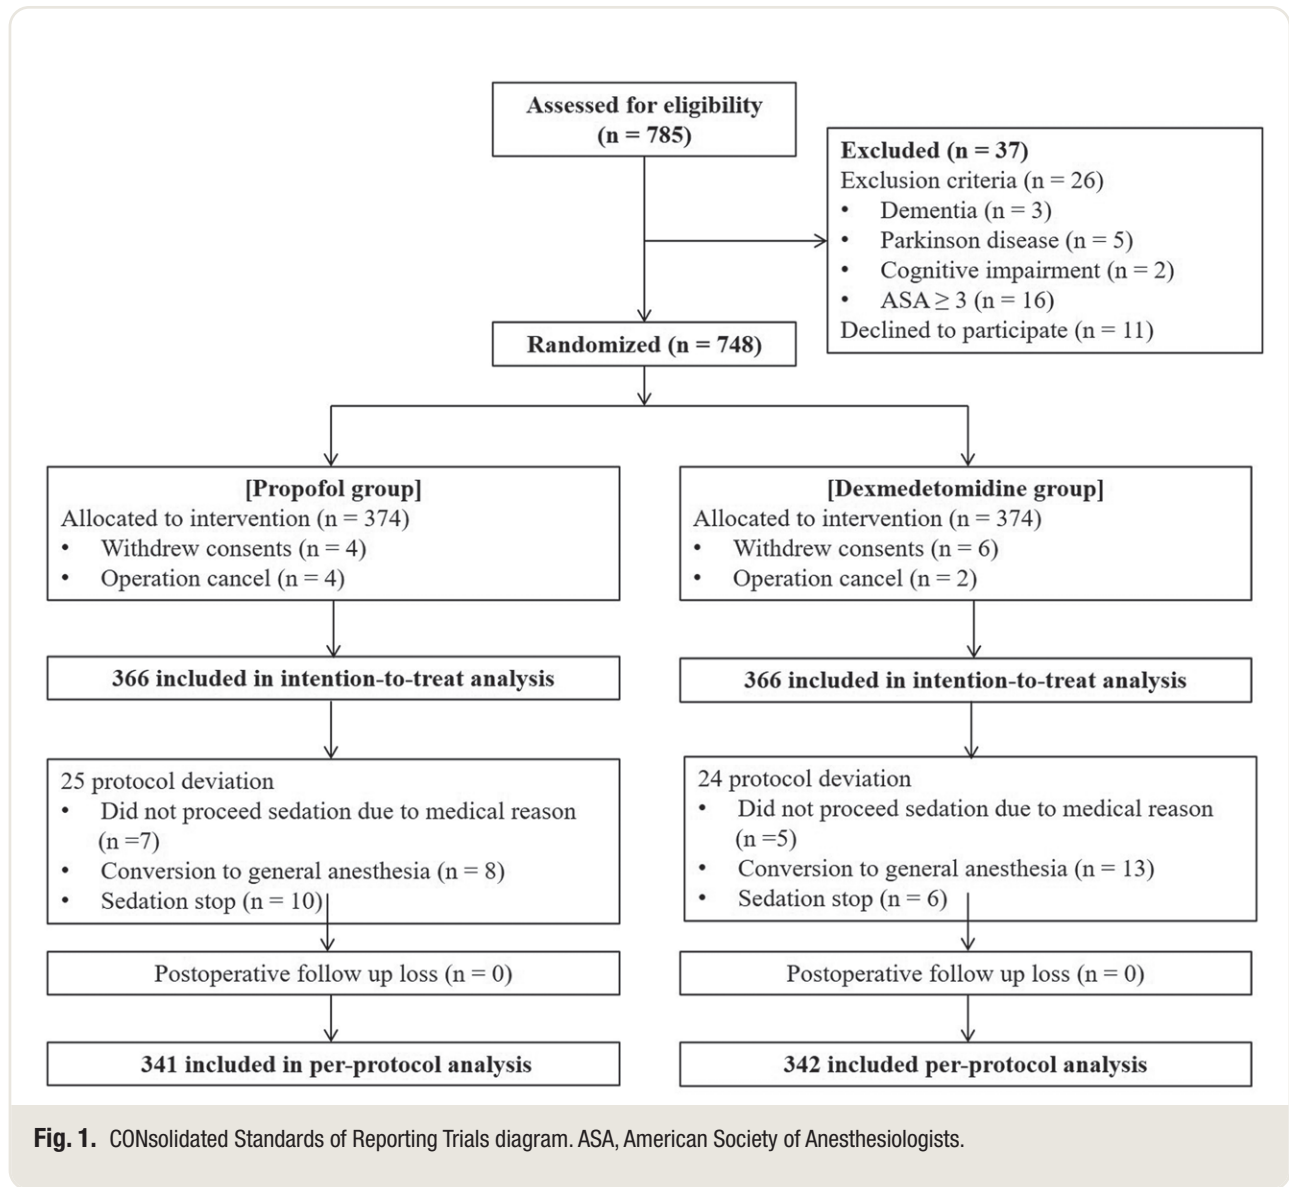 Assessed for eligibility
(n = 785)
Excluded (n = 37)
Exclusion criteria (n = 26)
• Dementia (n = 3)
• Parkinson disease (n = 5)
• Cognitive impairment (n = 2)
• ASA ≥ 3 (n = 16)
Declined to participate (n = 11)
Randomized (n = 748)
[Propofol group]
Allocated to intervention (n = 374)
• Withdrew consents (n = 4)
• Operation cancel (n = 4)
[Dexmedetomidine group]
Allocated to intervention (n = 374)
• Withdrew consents (n = 6)
• Operation cancel (n = 2)
366 included in intention-to-treat analysis
366 included in intention-to-treat analysis
25 protocol deviation
• Did not proceed sedation due to medical reason
(n =7)
• Conversion to general anesthesia (n = 8)
• Sedation stop (n = 10)
24 protocol deviation
• Did not proceed sedation due to medical reason
(n =5)
• Conversion to general anesthesia (n = 13)
• Sedation stop (n = 6)
Postoperative follow up loss (n = 0)
Postoperative follow up loss (n = 0)
341 included in per-protocol analysis
342 included per-protocol analysis
Fig. 1. CONsolidated Standards of Reporting Trials diagram. ASA, American Society of Anesthesiologists.